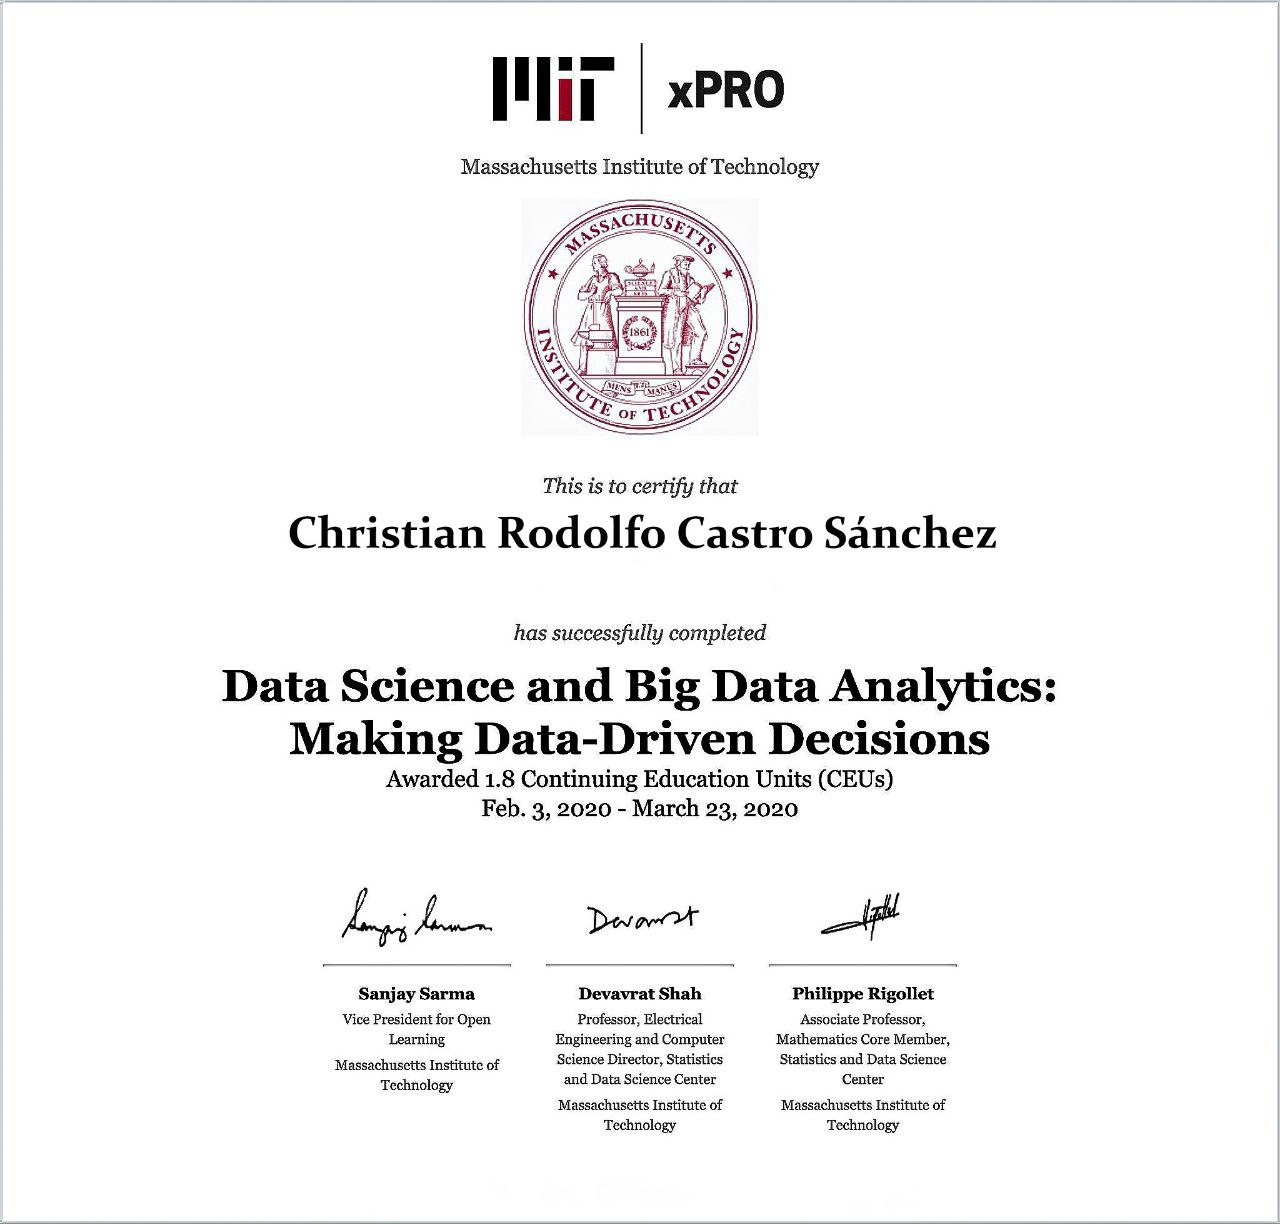 MIT xPRO
Massachusetts Institute of Technology
MASSACHUSETTS
SCIENCE
AND
ARTS
1861
MENS ET MANUS
INSTITUTE OF TECHNOLOGY
This is to certify that
Christian Rodolfo Castro Sánchez
has successfully completed
Data Science and Big Data Analytics:
Making Data-Driven Decisions
Awarded 1.8 Continuing Education Units (CEUs)
Feb. 3, 2020 - March 23, 2020
Sanjay Sarma
Vice President for Open
Learning
Massachusetts Institute of
Technology
Devavrat Shah
Professor, Electrical
Engineering and Computer
Science Director, Statistics
and Data Science Center
Massachusetts Institute of
Technology
Philippe Rigollet
Associate Professor,
Mathematics Core Member,
Statistics and Data Science
Center
Massachusetts Institute of
Technology